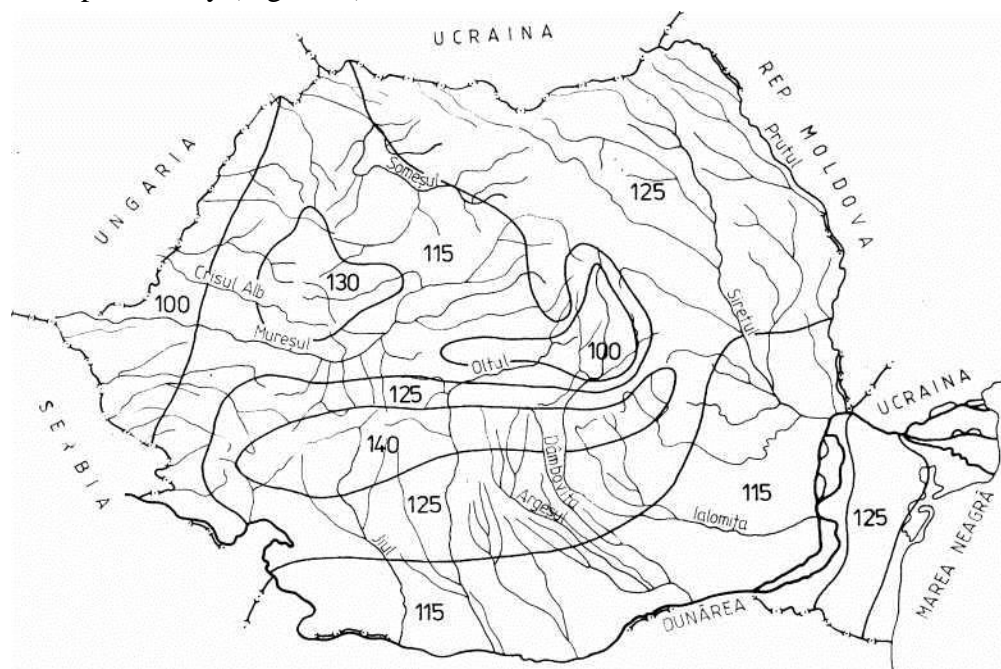 UCRAINA
REP. MOLDOVA
Prutul
UNGARIA
Someşul
125
115
Crisul Alb
130
100
Siretul
Mureşul
Oltul
100
125
UCRAINA
SERBIA
140
Dâmboviţa
115
125
Argeşul
Ialomiţa
125
Jiul
MAREA NEAGRĂ
115
DUNĂREA